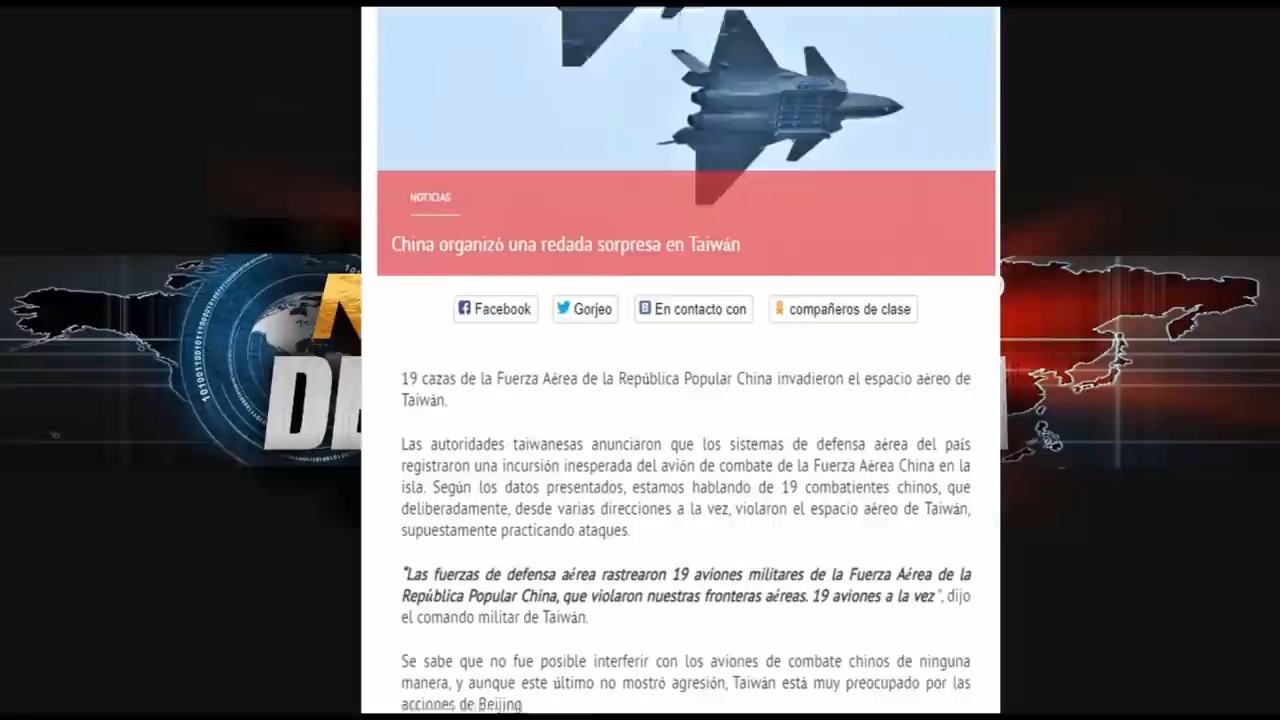 NOTICIAS
China organizó una redada sorpresa en Taiwán
Facebook
Gorjeo
En contacto con
compañeros de clase
19 cazas de la Fuerza Aérea de la República Popular China invadieron el espacio aéreo de
Taiwán.
Las autoridades taiwanesas anunciaron que los sistemas de defensa aérea del país
registraron una incursión inesperada del avión de combate de la Fuerza Aérea China en la
isla. Según los datos presentados, estamos hablando de 19 combatientes chinos, que
deliberadamente, desde varias direcciones a la vez, violaron el espacio aéreo de Taiwán,
supuestamente practicando ataques.
"Las fuerzas de defensa aérea rastrearon 19 aviones militares de la Fuerza Aérea de la
República Popular China, que violaron nuestras fronteras aéreas. 19 aviones a la vez", dijo
el comando militar de Taiwán.
Se sabe que no fue posible interferir con los aviones de combate chinos de ninguna
manera, y aunque este último no mostró agresión, Taiwán está muy preocupado por las
acciones de Beijing